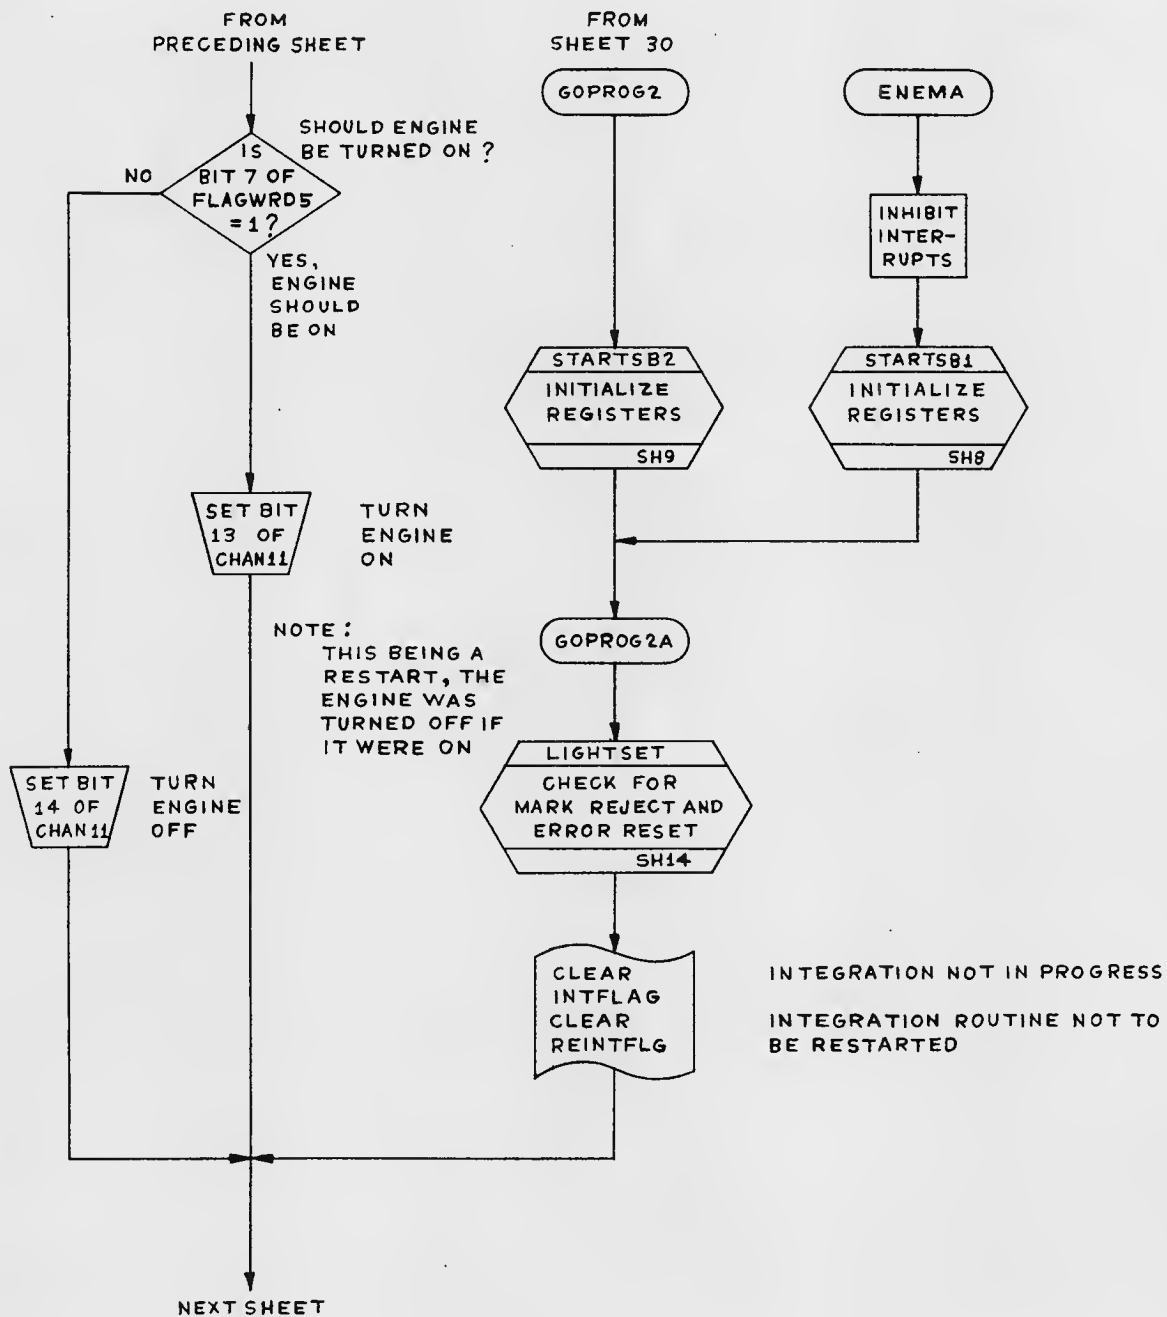 FROM
PRECEDING SHEET
SHOULD ENGINE
BE TURNED ON ?
IS
BIT 7 OF
FLAGWRD5
= 1 ?
NO
YES,
ENGINE
SHOULD
BE ON
SET BIT
13 OF
CHAN11
TURN
ENGINE
ON
NOTE :
THIS BEING A
RESTART, THE
ENGINE WAS
TURNED OFF IF
IT WERE ON
SET BIT
14 OF
CHAN11
TURN
ENGINE
OFF
NEXT SHEET
FROM
SHEET 30
GOPROG2
STARTSB2
INITIALIZE
REGISTERS
SH9
ENEMA
INHIBIT
INTER-
RUPTS
STARTSB1
INITIALIZE
REGISTERS
SH8
GOPROG2A
LIGHTSET
CHECK FOR
MARK REJECT AND
ERROR RESET
SH14
CLEAR
INTFLAG
CLEAR
REINTFLG
INTEGRATION NOT IN PROGRESS
INTEGRATION ROUTINE NOT TO
BE RESTARTED